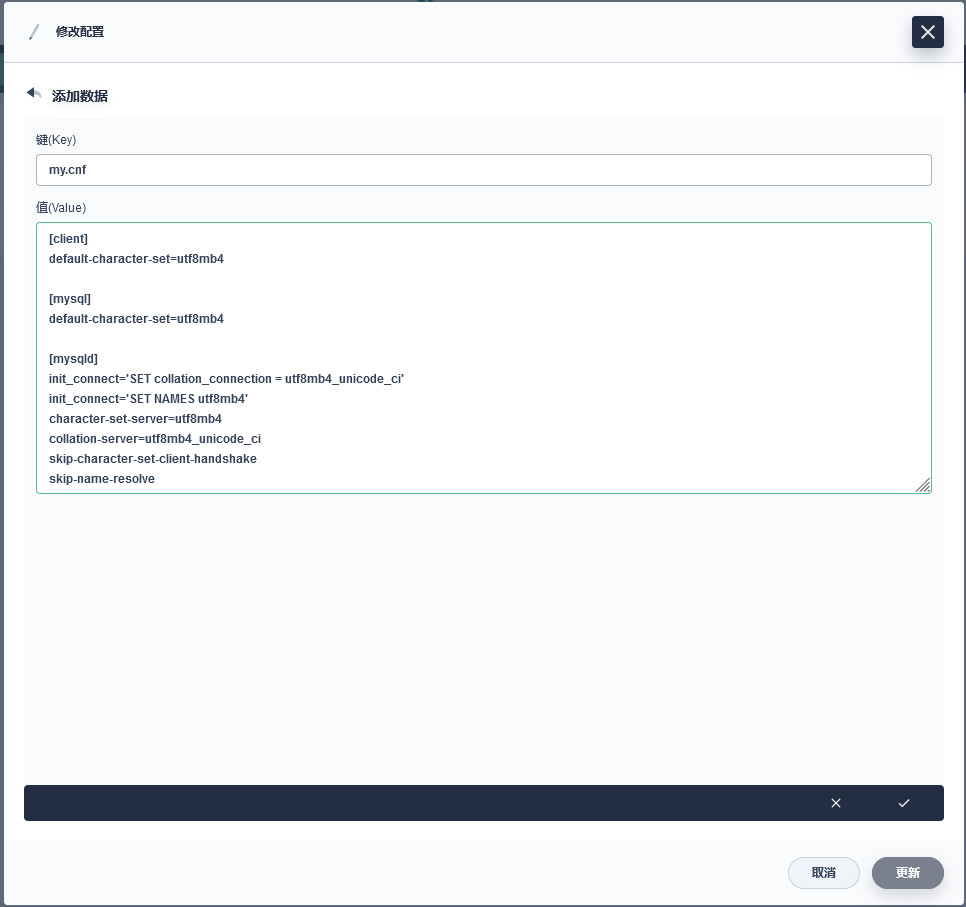 修改配置
添加数据
键(Key)
my.cnf
值(Value)
[client]
default-character-set=utf8mb4
[mysql]
default-character-set=utf8mb4
[mysqld]
init_connect='SET collation_connection = utf8mb4_unicode_ci'
init_connect='SET NAMES utf8mb4'
character-set-server=utf8mb4
collation-server=utf8mb4_unicode_ci
skip-character-set-client-handshake
skip-name-resolve
取消
更新